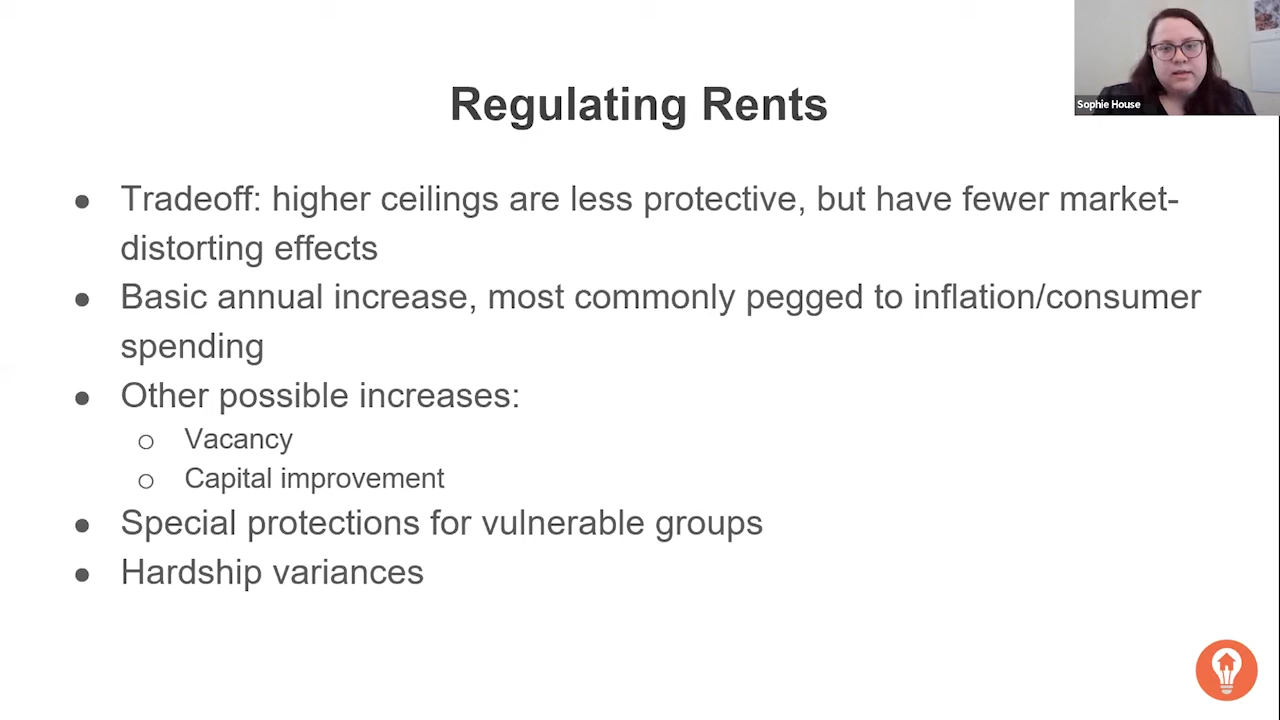 Regulating Rents
Sophie House
● Tradeoff: higher ceilings are less protective, but have fewer market-
distorting effects
● Basic annual increase, most commonly pegged to inflation/consumer
spending
● Other possible increases:
o Vacancy
o Capital improvement
● Special protections for vulnerable groups
● Hardship variances